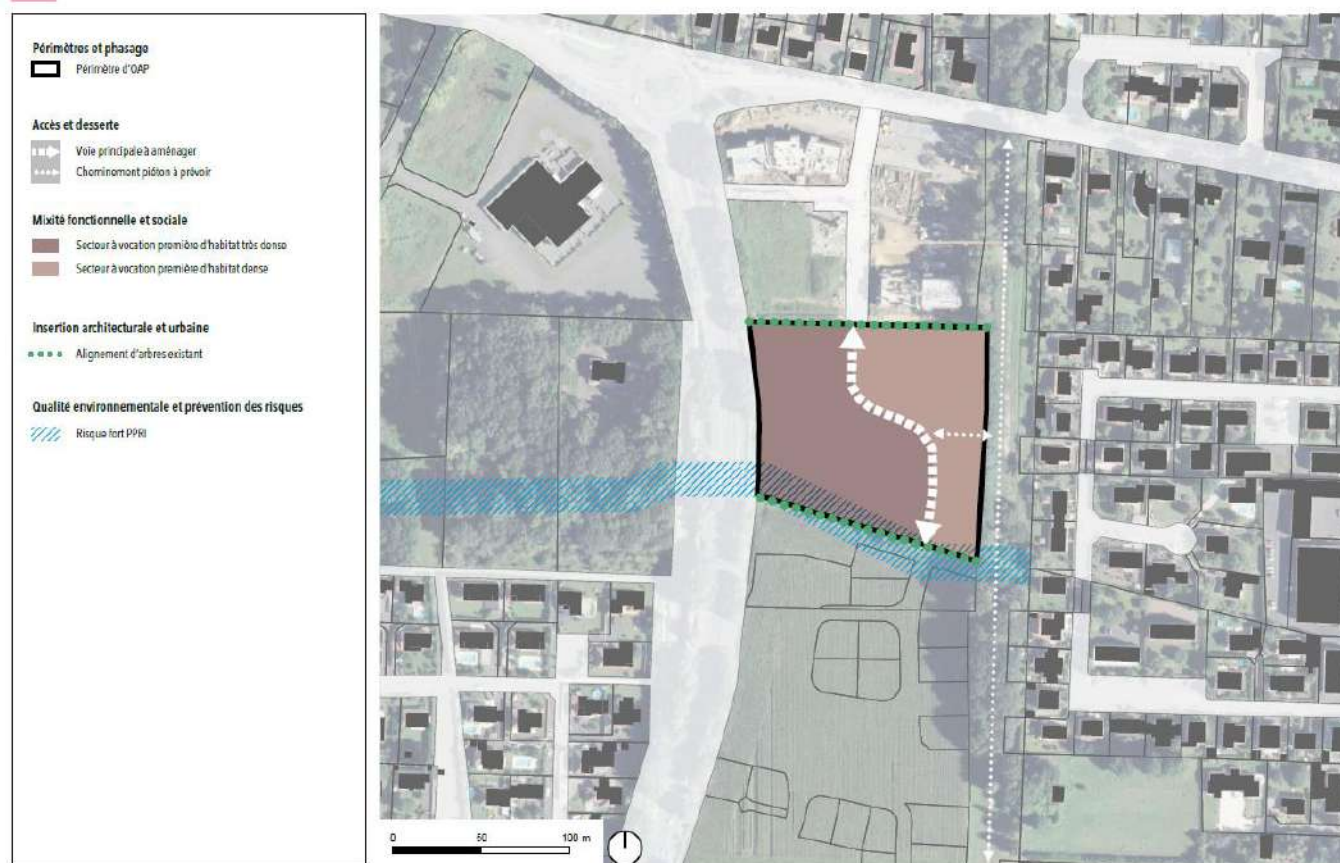 Périmètres et phasage
Périmètre d'OAP
Accès et desserte
Voie principale à aménager
Cheminement piéton à prévoir
Mixité fonctionnelle et sociale
Secteur à vocation première d'habitat très dense
Secteur à vocation première d'habitat dense
Insertion architecturale et urbaine
Alignement d'arbres existant
Qualité environnementale et prévention des risques
Risque fort PPRI
0 50 100 m